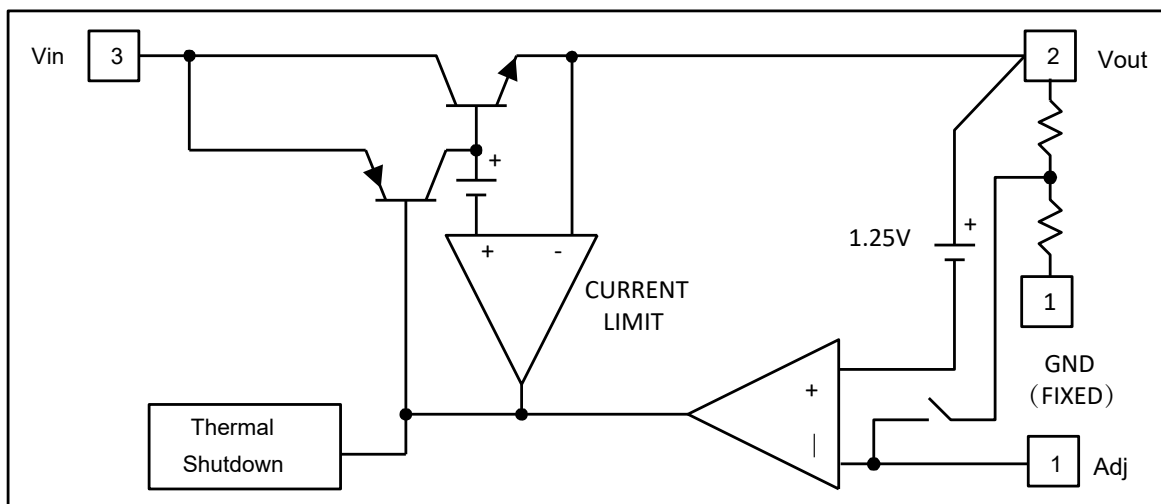 Vin
3
2
Vout
+
1.25V
+
+
-
CURRENT
LIMIT
1
GND
（FIXED）
+
|
Thermal
Shutdown
1
Adj